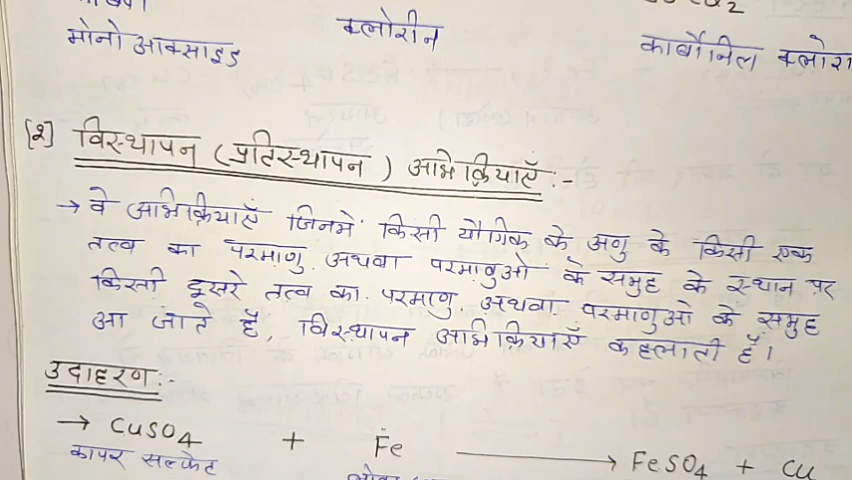 मोनो आक्साइड क्लोरीन कार्बोनिल क्लोरा
(२) विस्थापन (प्रतिस्थापन) अभिक्रियाएँ :-
→ वे अभिक्रियाएँ जिनमें किसी यौगिक के अणु के किसी एक
तत्व का परमाणु अथवा परमाणुओ के समुह के स्थान पर
किसी दूसरे तत्व का परमाणु अथवा परमाणुओ के समुह
आ जाते हैं, विस्थापन अभिक्रियाएँ कहलाती हैं।
उदाहरण:-
→ CuSO4 + Fe ⟶ FeSO4 + Cu
कापर सल्फेट